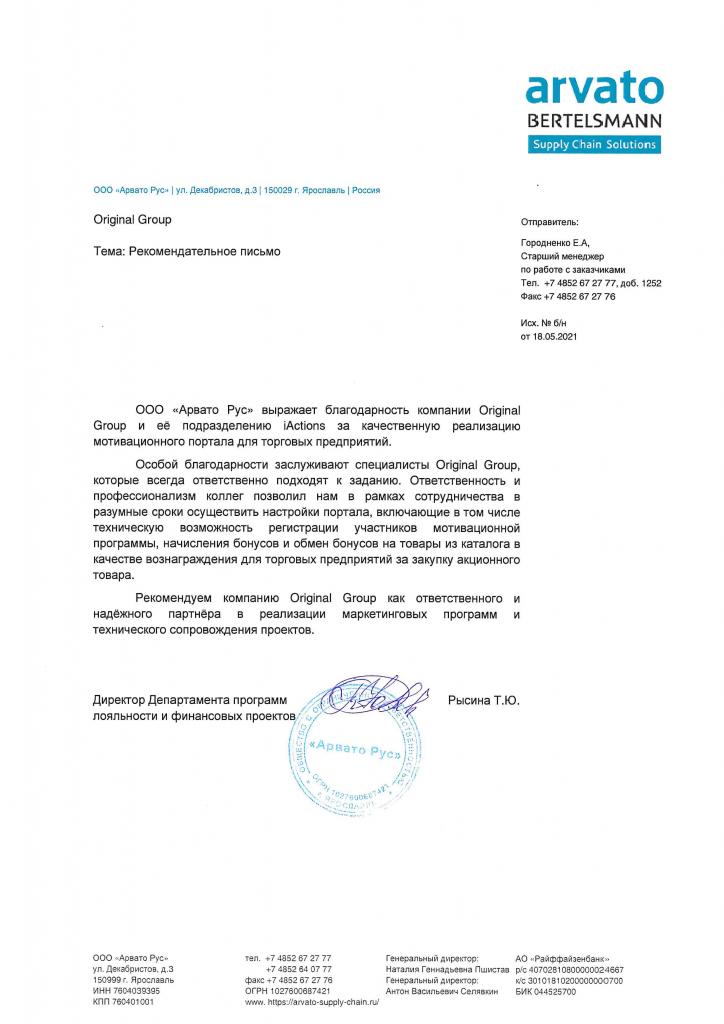 arvato
BERTELSMANN
Supply Chain Solutions
ООО «Арвато Рус» | ул. Декабристов, д.3 | 150029 г. Ярославль | Россия
Original Group
Тема: Рекомендательное письмо
Отправитель:
Городненко Е.А,
Старший менеджер
по работе с заказчиками
Тел. +7 4852 67 27 77, доб. 1252
Факс +7 4852 67 27 76
Исх. № б/н
от 18.05.2021
ООО «Арвато Рус» выражает благодарность компании Original
Group и её подразделению iActions за качественную реализацию
мотивационного портала для торговых предприятий.
Особой благодарности заслуживают специалисты Original Group,
которые всегда ответственно подходят к заданию. Ответственность и
профессионализм коллег позволил нам в рамках сотрудничества в
разумные сроки осуществить настройки портала, включающие в том числе
техническую возможность регистрации участников мотивационной
программы, начисления бонусов и обмен бонусов на товары из каталога в
качестве вознаграждения для торговых предприятий за закупку акционного
товара.
Рекомендуем компанию Original Group как ответственного и
надёжного партнёра в реализации маркетинговых программ и
технического сопровождения проектов.
Директор Департамента программ
лояльности и финансовых проектов
Рысина Т.Ю.
«Арвато Рус»
ОГРН 1027600687421
г. ЯРОСЛАВЛЬ
ООО «Арвато Рус»
ул. Декабристов, д.3
150999 г. Ярославль
ИНН 7604039395
КПП 760401001
тел. +7 4852 67 27 77
+7 4852 64 07 77
факс +7 4852 67 27 76
ОГРН 1027600687421
www. https://arvato-supply-chain.ru/
Генеральный директор:
Наталия Геннадьевна Пшистав
Генеральный директор:
Антон Васильевич Селявкин
АО «Райффайзенбанк»
р/с 40702810800000024667
к/с 30101810200000000700
БИК 044525700